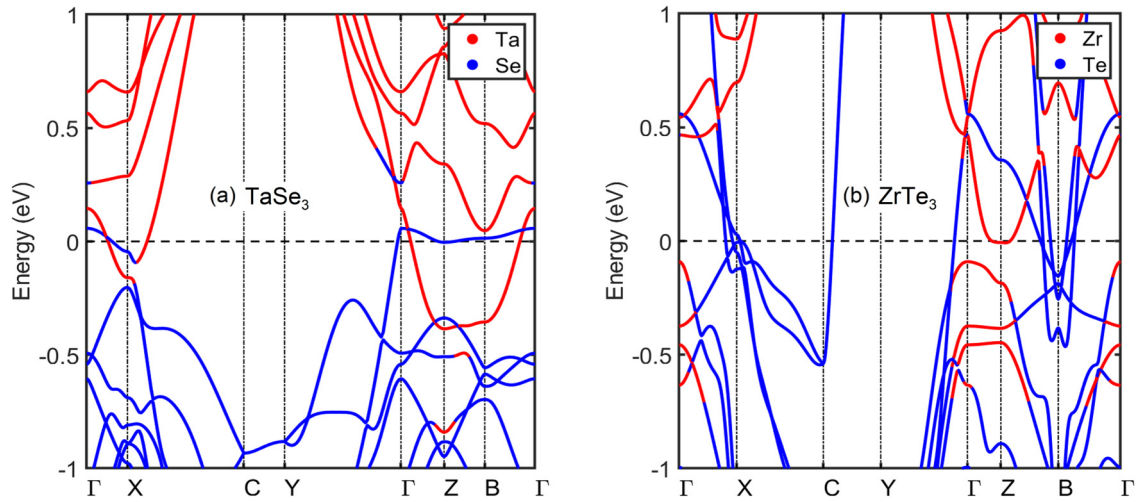 1
0.5
0
-0.5
-1
Energy (eV)
Γ X C Y Γ Z B Γ
Ta
Se
(a) TaSe₃
1
0.5
0
-0.5
-1
Energy (eV)
Γ X C Y Γ Z B Γ
Zr
Te
(b) ZrTe₃